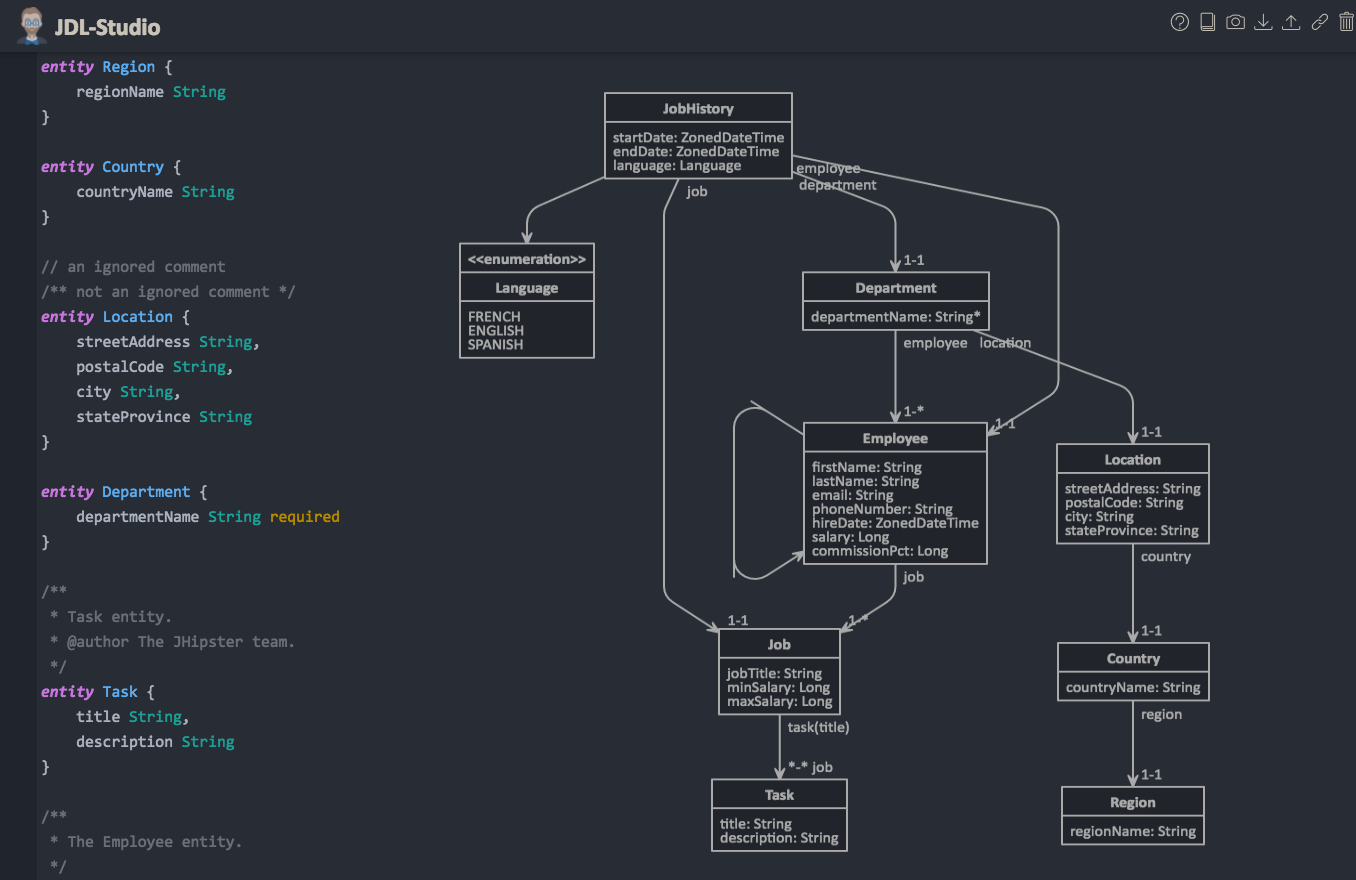 JDL-Studio
entity Region {
    regionName String
}
entity Country {
    countryName String
}
// an ignored comment
/** not an ignored comment */
entity Location {
    streetAddress String,
    postalCode String,
    city String,
    stateProvince String
}
entity Department {
    departmentName String required
}
/**
 * Task entity.
 * @author The JHipster team.
 */
entity Task {
    title String,
    description String
}
/**
 * The Employee entity.
 */
JobHistory
startDate: ZonedDateTime
endDate: ZonedDateTime
language: Language
job
employee
department
<<enumeration>>
Language
FRENCH
ENGLISH
SPANISH
1-1
Department
departmentName: String*
employee
location
1-*
1-1
Employee
firstName: String
lastName: String
email: String
phoneNumber: String
hireDate: ZonedDateTime
salary: Long
commissionPct: Long
job
1-1
Location
streetAddress: String
postalCode: String
city: String
stateProvince: String
country
1-1
1-*
Job
jobTitle: String
minSalary: Long
maxSalary: Long
task(title)
*-* job
Task
title: String
description: String
1-1
Country
countryName: String
region
1-1
Region
regionName: String